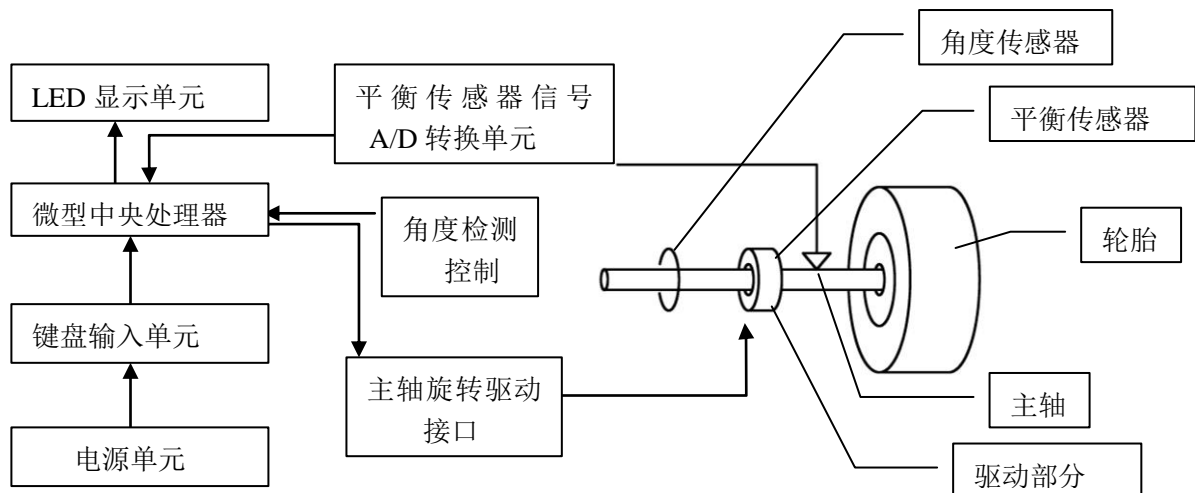 角度传感器
LED 显示单元
平衡传感器信号
A/D 转换单元
平衡传感器
微型中央处理器
角度检测
控制
轮胎
键盘输入单元
主轴旋转驱动
接口
主轴
电源单元
驱动部分